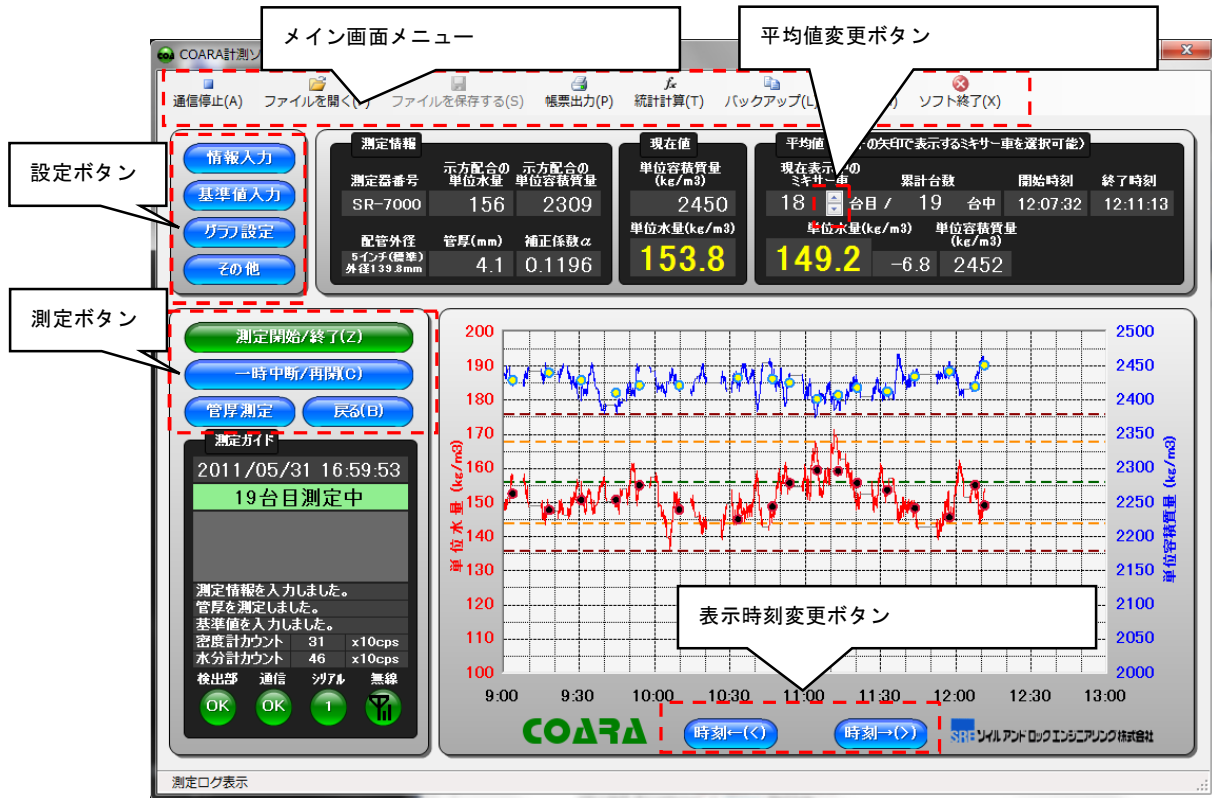 メイン画面メニュー
平均値変更ボタン
COARA計測ソ
通信停止(A)
ファイルを開く(
ファイルを保存する(S)
帳票出力(P)
統計計算(T)
バックアップ(L)
ソフト終了(X)
設定ボタン
情報入力
基準値入力
グラフ設定
その他
測定情報
測定器番号
示方配合の
単位水量
示方配合の
単位容積質量
SR-7000
156
2309
配管外径
管厚(mm)
補正係数α
5インチ(標準)
外径139.8mm
4.1
0.1196
現在値
単位容積質量
(kg/m3)
2450
単位水量(kg/m3)
153.8
平均値
の矢印で表示するミキサー車を選択可能)
現在表示中の
ミキサー車
累計台数
開始時刻
終了時刻
18
台目 /
19
台中
12:07:32
12:11:13
単位水量(kg/m3)
単位容積質量
(kg/m3)
149.2
-6.8
2452
測定ボタン
測定開始/終了(Z)
一時中断/再開(C)
管厚測定
戻る(B)
測定ガイド
2011/05/31 16:59:53
19台目測定中
測定情報を入力しました。
管厚を測定しました。
基準値を入力しました。
密度計カウント 31 x10cps
水分計カウント 46 x10cps
検出部 通信 シリアル 無線
OK OK 1
単位水量 (kg/m3)
200
190
180
170
160
150
140
130
120
110
100
2500
2450
2400
2350
2300
2250
2200
2150
2100
2050
2000
単位容積質量 (kg/m3)
表示時刻変更ボタン
9:00 9:30 10:00 10:30 11:00 11:30 12:00 12:30 13:00
COARA
時刻←(<)
時刻→(>)
SRE ソイル アンド ロック エンジニアリング株式会社
測定ログ表示